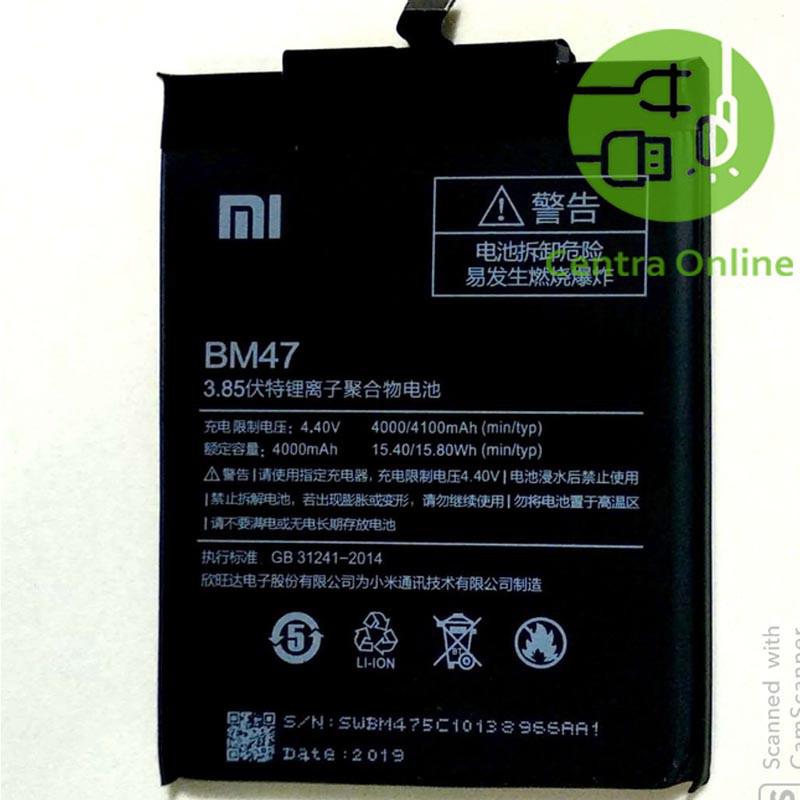 mi
警告
电池拆卸危险
易发生燃烧爆炸
Centra Online
BM47
3.85伏特锂离子聚合物电池
充电限制电压: 4.40V 4000/4100mAh (min/typ)
额定容量: 4000mAh 15.40/15.80Wh (min/typ)
警告|请使用指定充电器, 充电限制电压4.40V|电池浸水后禁止使用
|禁止拆解电池, 若出现膨胀或变形, 请勿继续使用|勿将电池置于高温区
|请不要满电或无电长期存放电池
执行标准: GB 31241-2014
欣旺达电子股份有限公司为小米通讯技术有限公司制造
5
LI-ION
BT
S/N: SWBM475C10138966AA1
Date: 2019
Scanned with
CamScanner